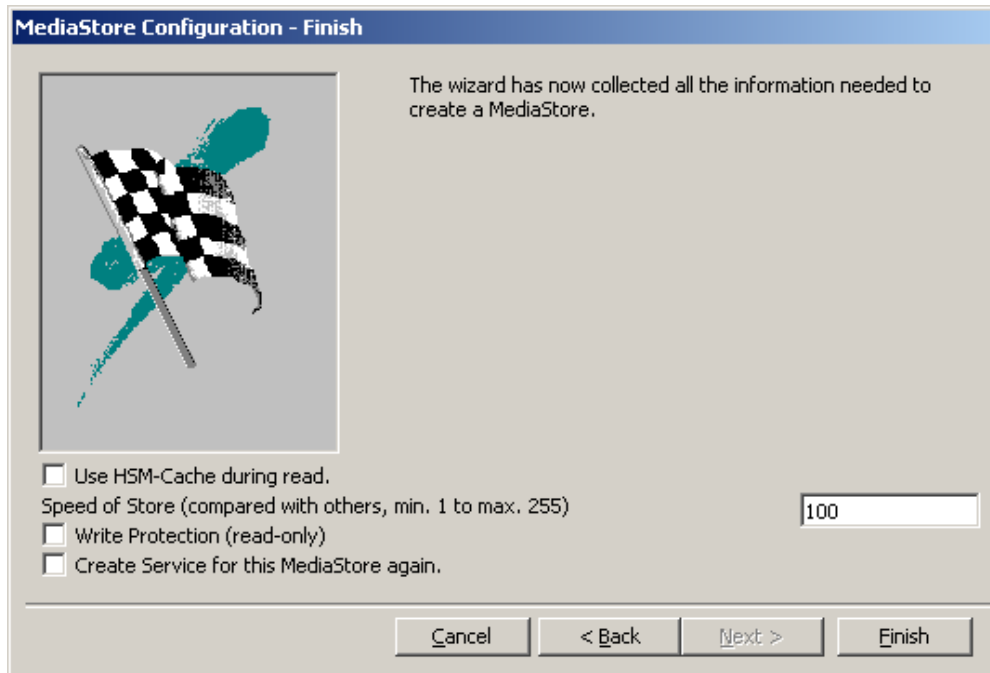 MediaStore Configuration - Finish
The wizard has now collected all the information needed to
create a MediaStore.
Use HSM-Cache during read.
Speed of Store (compared with others, min. 1 to max. 255)
100
Write Protection (read-only)
Create Service for this MediaStore again.
Cancel
< Back
Next >
Finish